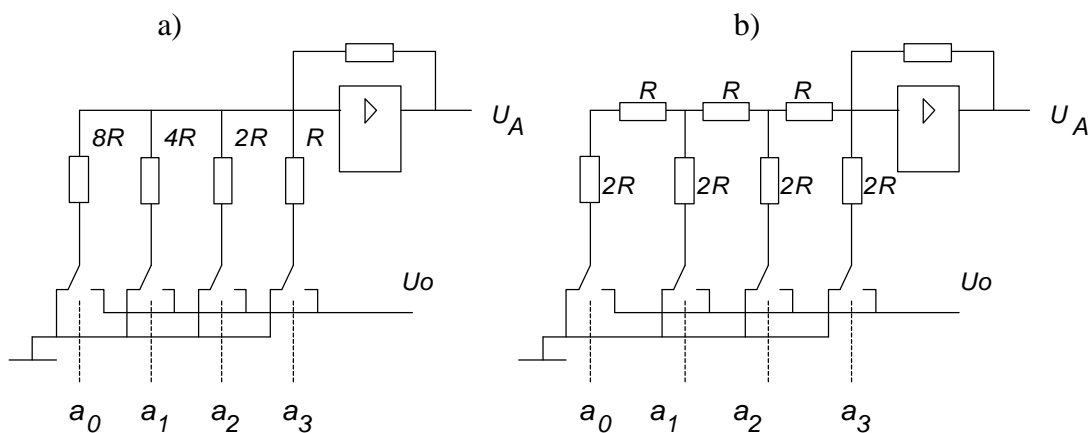 a) b)
R R R
U_A U_A
8R 4R 2R R
2R 2R 2R 2R
Uo Uo
a_0 a_1 a_2 a_3 a_0 a_1 a_2 a_3